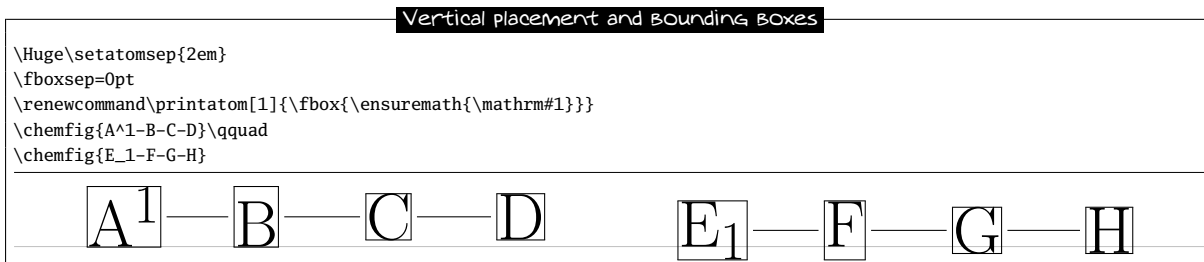 Vertical placement and Bounding Boxes
\Huge\setatomsep{2em}
\fboxsep=0pt
\renewcommand\printatom[1]{\fbox{\ensuremath{\mathrm#1}}}
\chemfig{A^1-B-C-D}\qquad
\chemfig{E_1-F-G-H}
A¹ B C D E₁ F G H